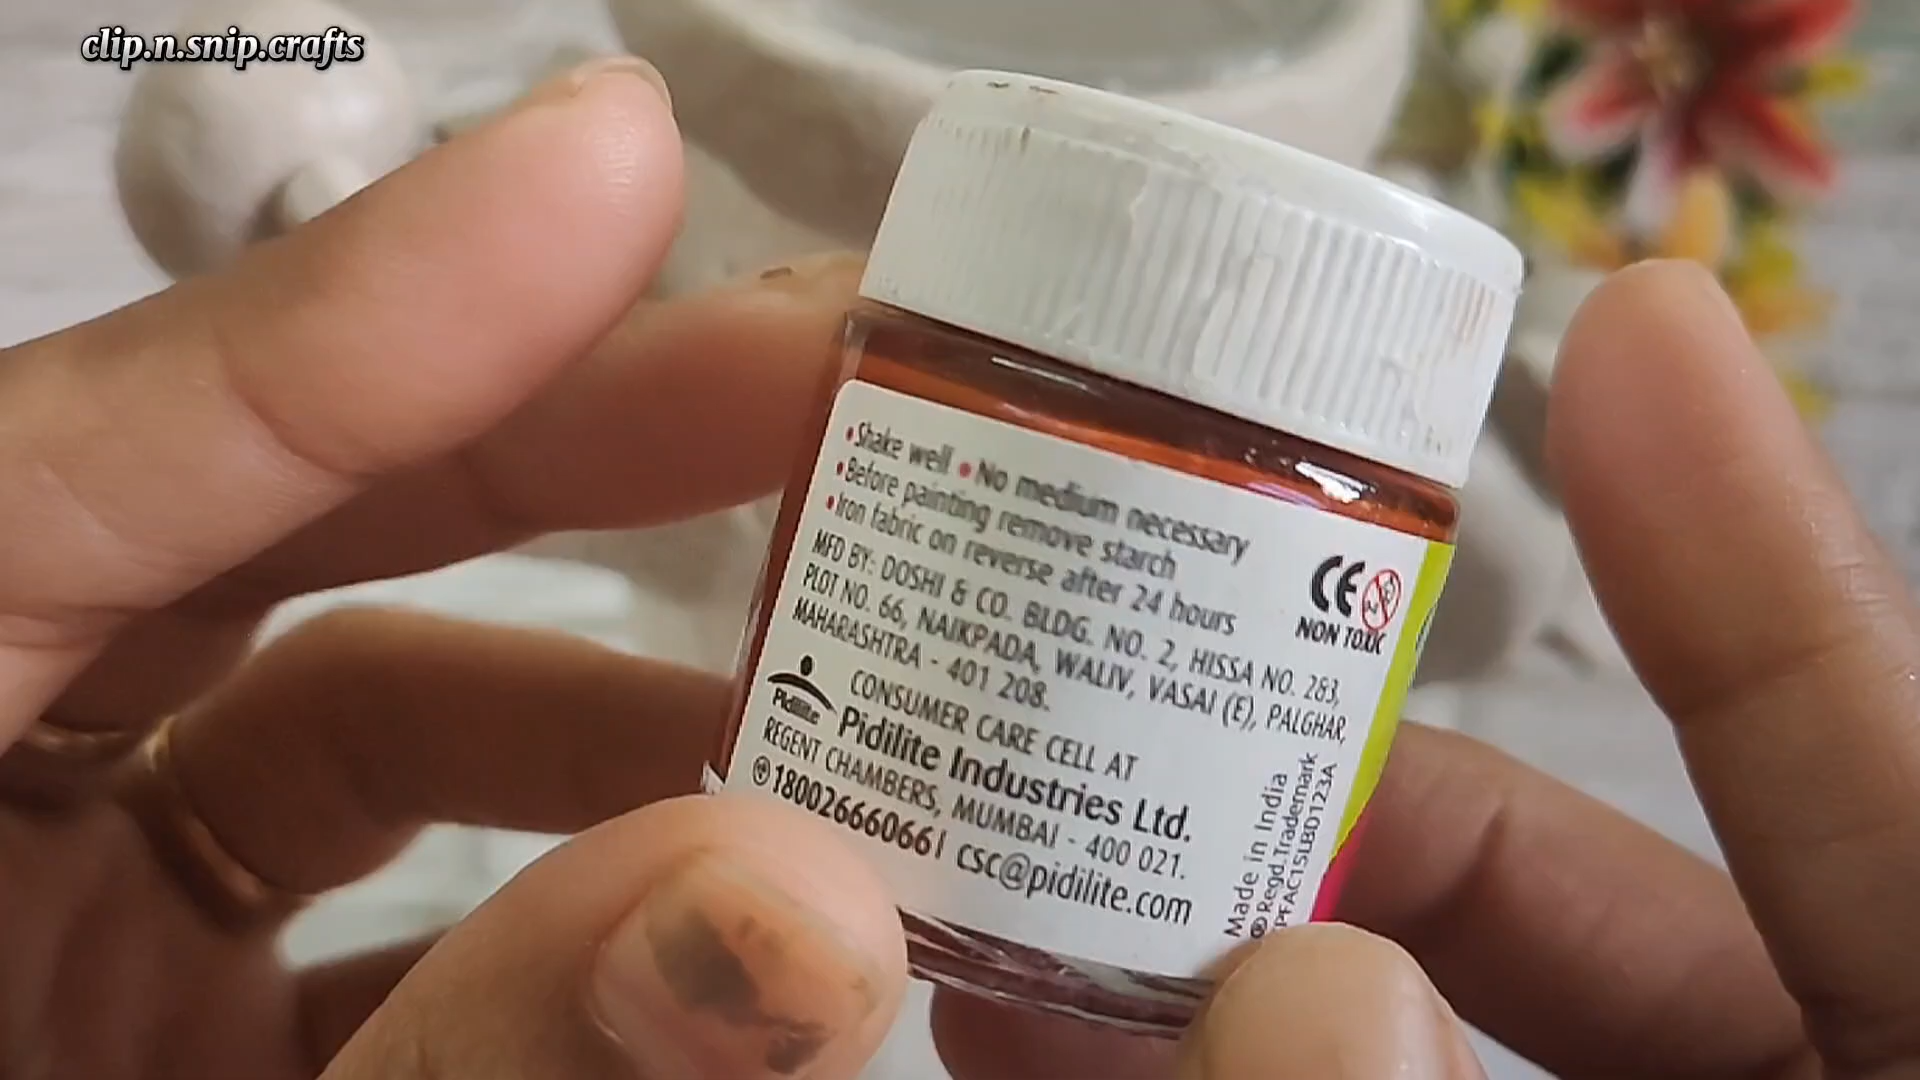 clip.n.snip.crafts
•Shake well •No medium necessary
•Before painting remove starch
•Iron fabric on reverse after 24 hours
MFD BY: DOSHI & CO. BLDG. NO. 2, HISSA NO. 283,
PLOT NO. 66, NAIKPADA, WALIV, VASAI (E), PALGHAR,
MAHARASHTRA - 401 208.
CE
NON TOXIC
Pidilite
CONSUMER CARE CELL AT
Pidilite Industries Ltd.
REGENT CHAMBERS, MUMBAI - 400 021.
18002666066| csc@pidilite.com
Made in India
® Regd.Trademark
PFAC15LBD123A